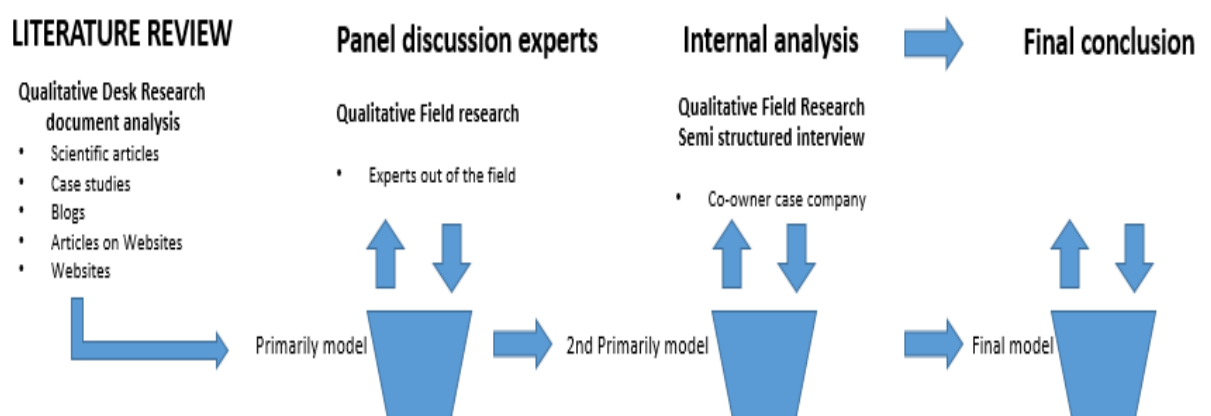 LITERATURE REVIEW
Qualitative Desk Research
document analysis
• Scientific articles
• Case studies
• Blogs
• Articles on Websites
• Websites
Panel discussion experts
Qualitative Field research
• Experts out of the field
Internal analysis
Qualitative Field Research
Semi structured interview
• Co-owner case company
Final conclusion
Primarily model
2nd Primarily model
Final model